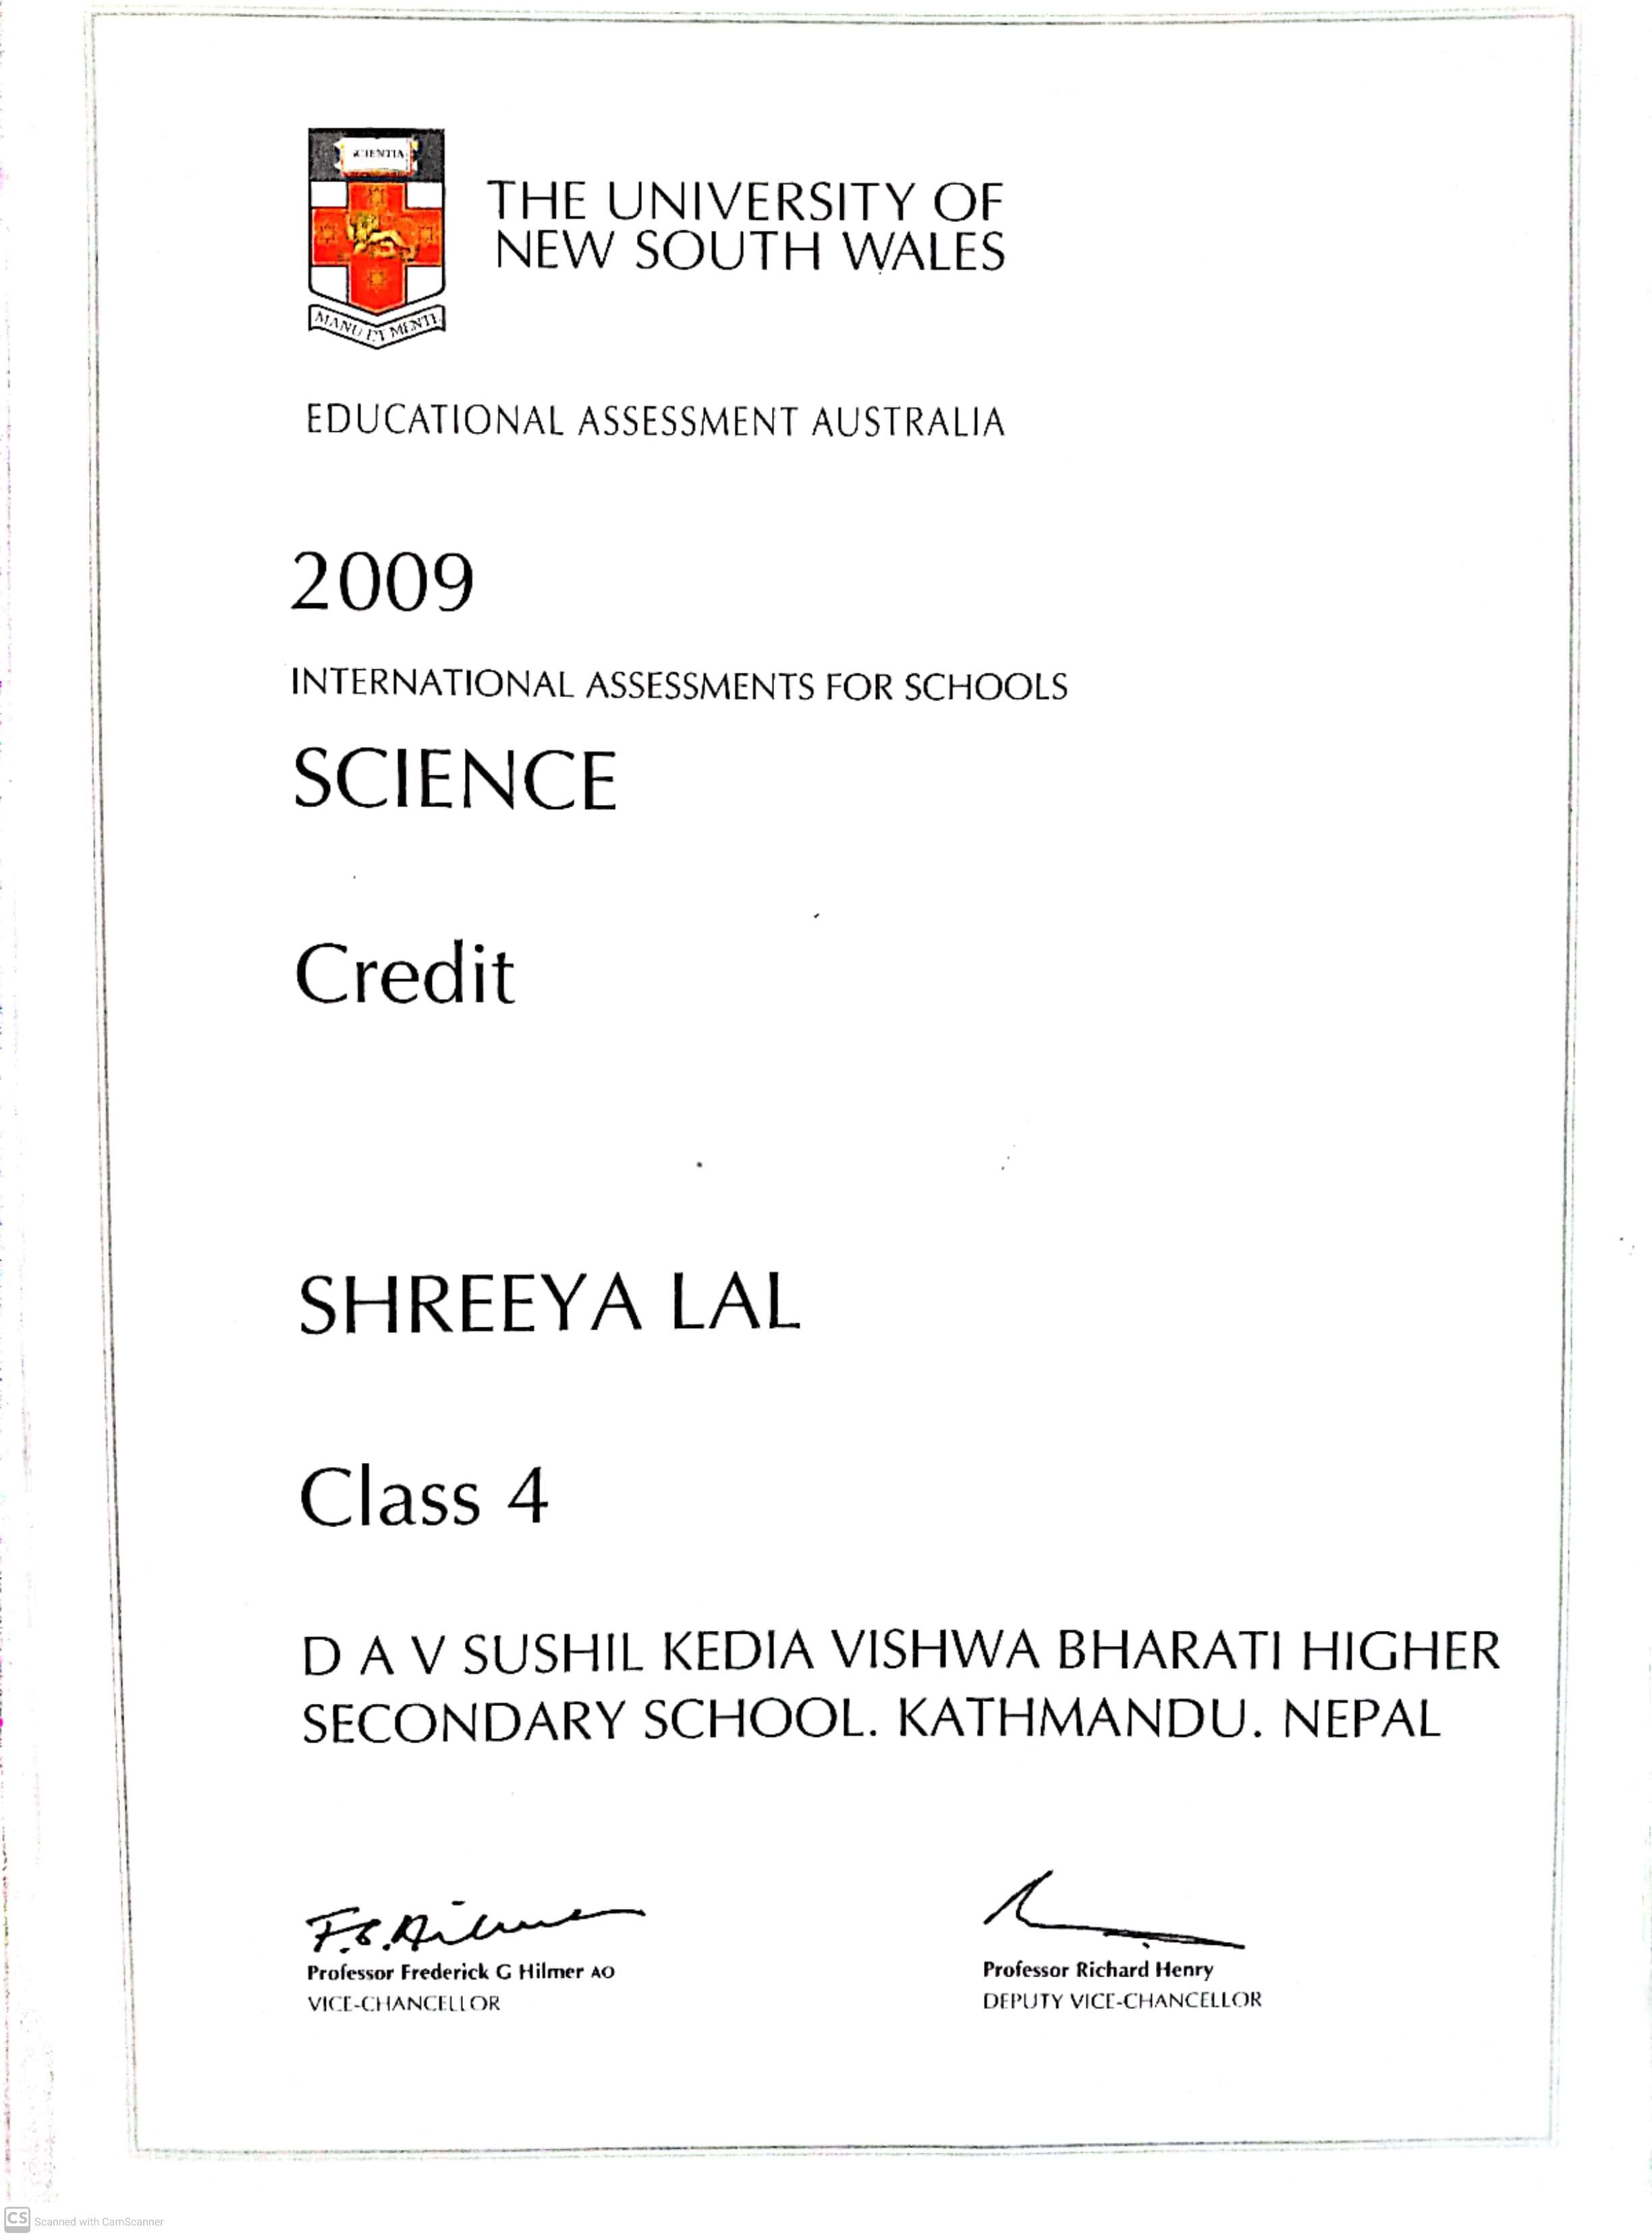 SCIENTIA
THE UNIVERSITY OF
NEW SOUTH WALES
MANU ET MENTE
EDUCATIONAL ASSESSMENT AUSTRALIA
2009
INTERNATIONAL ASSESSMENTS FOR SCHOOLS
SCIENCE
Credit
SHREEYA LAL
Class 4
D A V SUSHIL KEDIA VISHWA BHARATI HIGHER
SECONDARY SCHOOL. KATHMANDU. NEPAL
F.G. Hilmer
Professor Frederick G Hilmer AO
VICE-CHANCELLOR
Professor Richard Henry
DEPUTY VICE-CHANCELLOR
CS Scanned with CamScanner